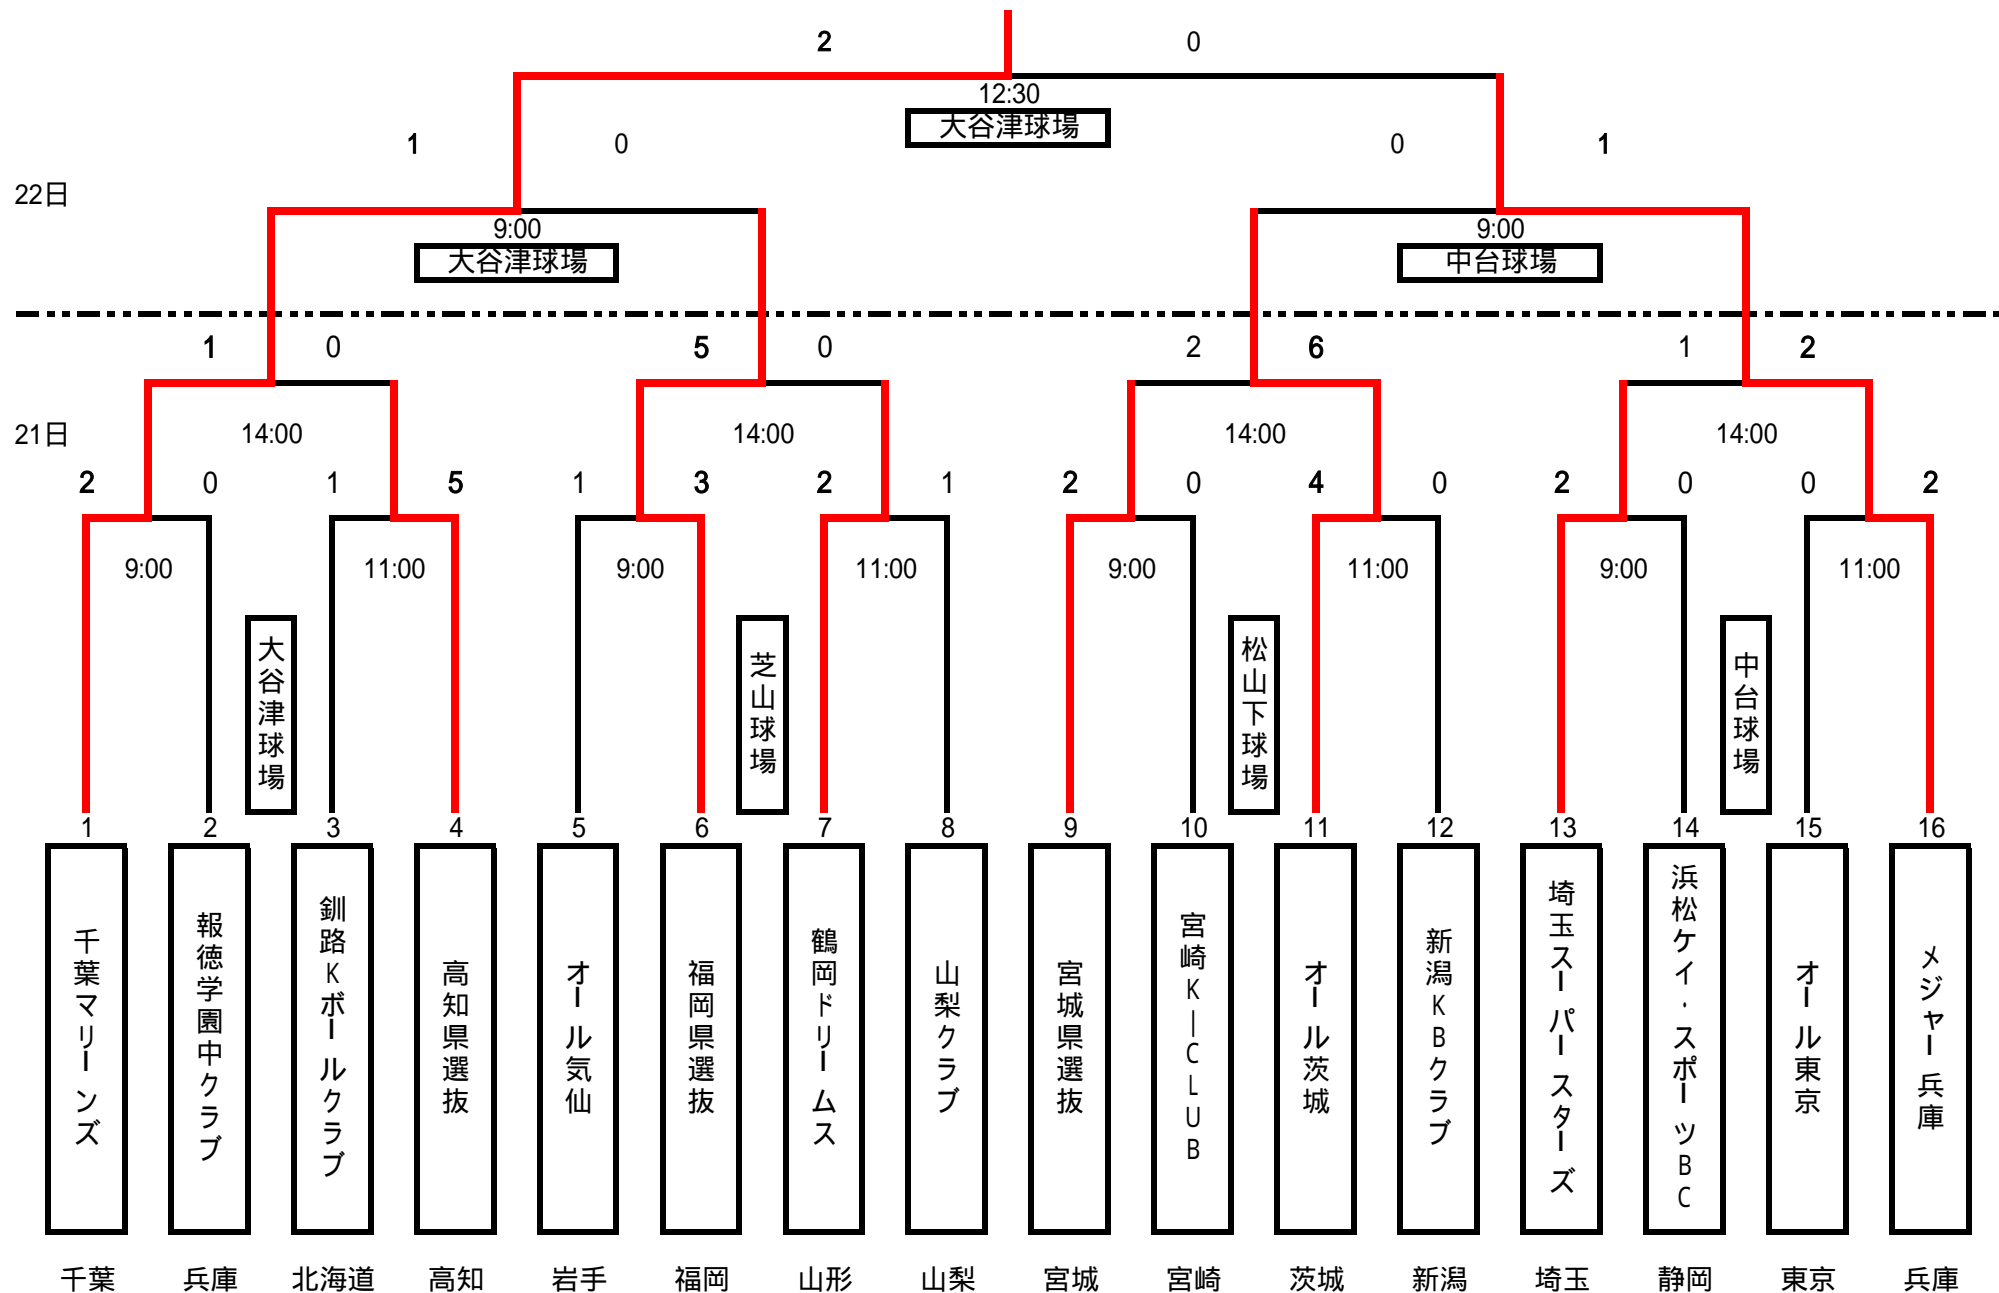 2 0
12:30
大谷津球場
1 0 0 1
22日
9:00 9:00
大谷津球場 中台球場
1 0 5 0 2 6 1 2
21日 14:00 14:00 14:00 14:00
2 0 1 5 1 3 2 1 2 0 4 0 2 0 0 2
9:00 11:00 9:00 11:00 9:00 11:00 9:00 11:00
大谷津球場
芝山球場
松山下球場
中台球場
1 2 3 4 5 6 7 8 9 10 11 12 13 14 15 16
千葉マリーンズ
報徳学園中クラブ
釧路Kボールクラブ
高知県選抜
オール気仙
福岡県選抜
鶴岡ドリームス
山梨クラブ
宮城県選抜
宮崎K|CLUB
オール茨城
新潟KBクラブ
埼玉スーパースターズ
浜松ケイ・スポーツBC
オール東京
メジャー兵庫
千葉 兵庫 北海道 高知 岩手 福岡 山形 山梨 宮城 宮崎 茨城 新潟 埼玉 静岡 東京 兵庫